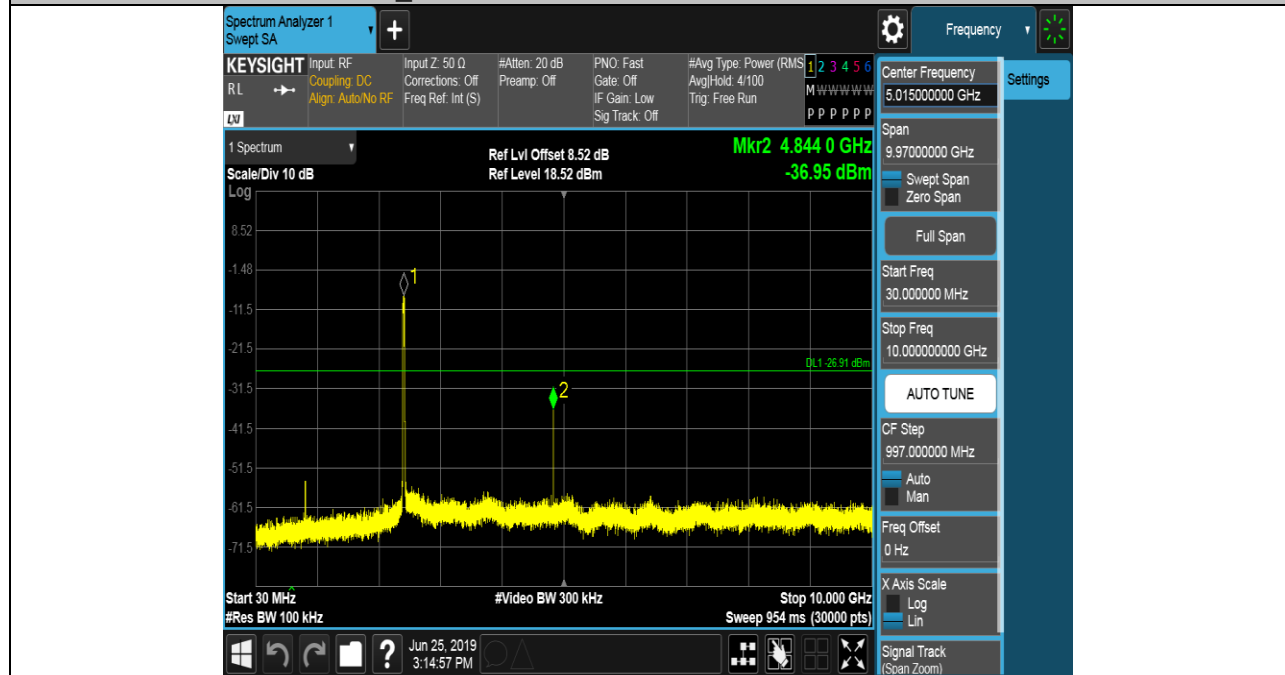 Spectrum Analyzer 1
Swept SA
+
Frequency
KEYSIGHT
RL
LXI
Input: RF
Coupling: DC
Align: Auto/No RF
Input Z: 50 Ω
Corrections: Off
Freq Ref: Int (S)
#Atten: 20 dB
Preamp: Off
PNO: Fast
Gate: Off
IF Gain: Low
Sig Track: Off
#Avg Type: Power (RMS
Avg|Hold: 4/100
Trig: Free Run
1 2 3 4 5 6
M W W W W W
P P P P P P
1 Spectrum
Scale/Div 10 dB
Ref Lvl Offset 8.52 dB
Ref Level 18.52 dBm
Mkr2 4.844 0 GHz
-36.95 dBm
Log
8.52
-1.48
-11.5
-21.5
-31.5
-41.5
-51.5
-61.5
-71.5
1
2
DL1 -26.91 dBm
Start 30 MHz
#Res BW 100 kHz
#Video BW 300 kHz
Stop 10.000 GHz
Sweep 954 ms (30000 pts)
Center Frequency
5.015000000 GHz
Span
9.97000000 GHz
Swept Span
Zero Span
Full Span
Start Freq
30.000000 MHz
Stop Freq
10.000000000 GHz
AUTO TUNE
CF Step
997.000000 MHz
Auto
Man
Freq Offset
0 Hz
X Axis Scale
Log
Lin
Signal Track
(Span Zoom)
Settings
?
Jun 25, 2019
3:14:57 PM